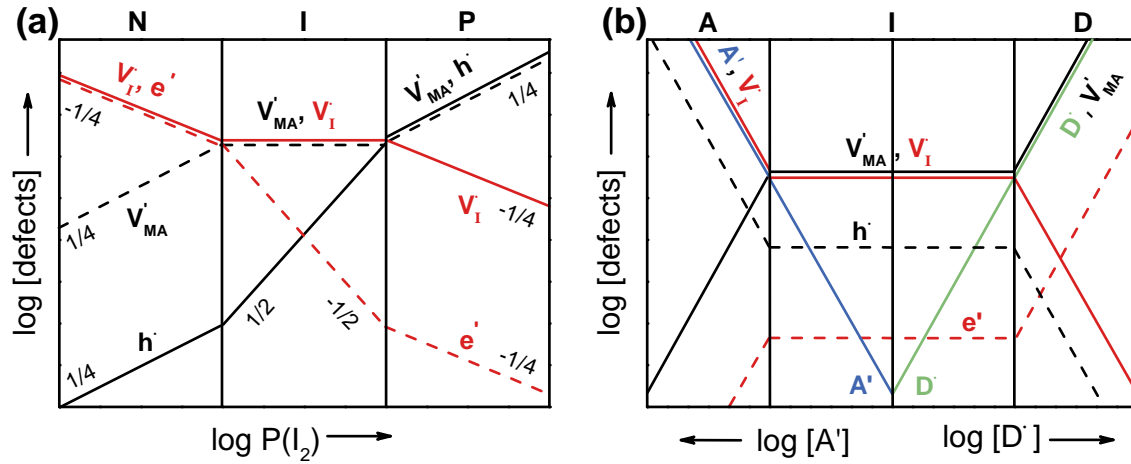 (a)
N I P
V_I^·, e'
-1/4
V'_MA, V_I^·
V'_MA, h^·
1/4
V'_MA
1/4
V_I^·
-1/4
1/2
-1/2
h^·
1/4
e'
-1/4
log [defects]
log P(I₂)
(b)
A I D
A', V_I^·
V'_MA, V_I^·
D^·, V'_MA
h^·
e'
A' D^·
log [defects]
log [A'] log [D^·]